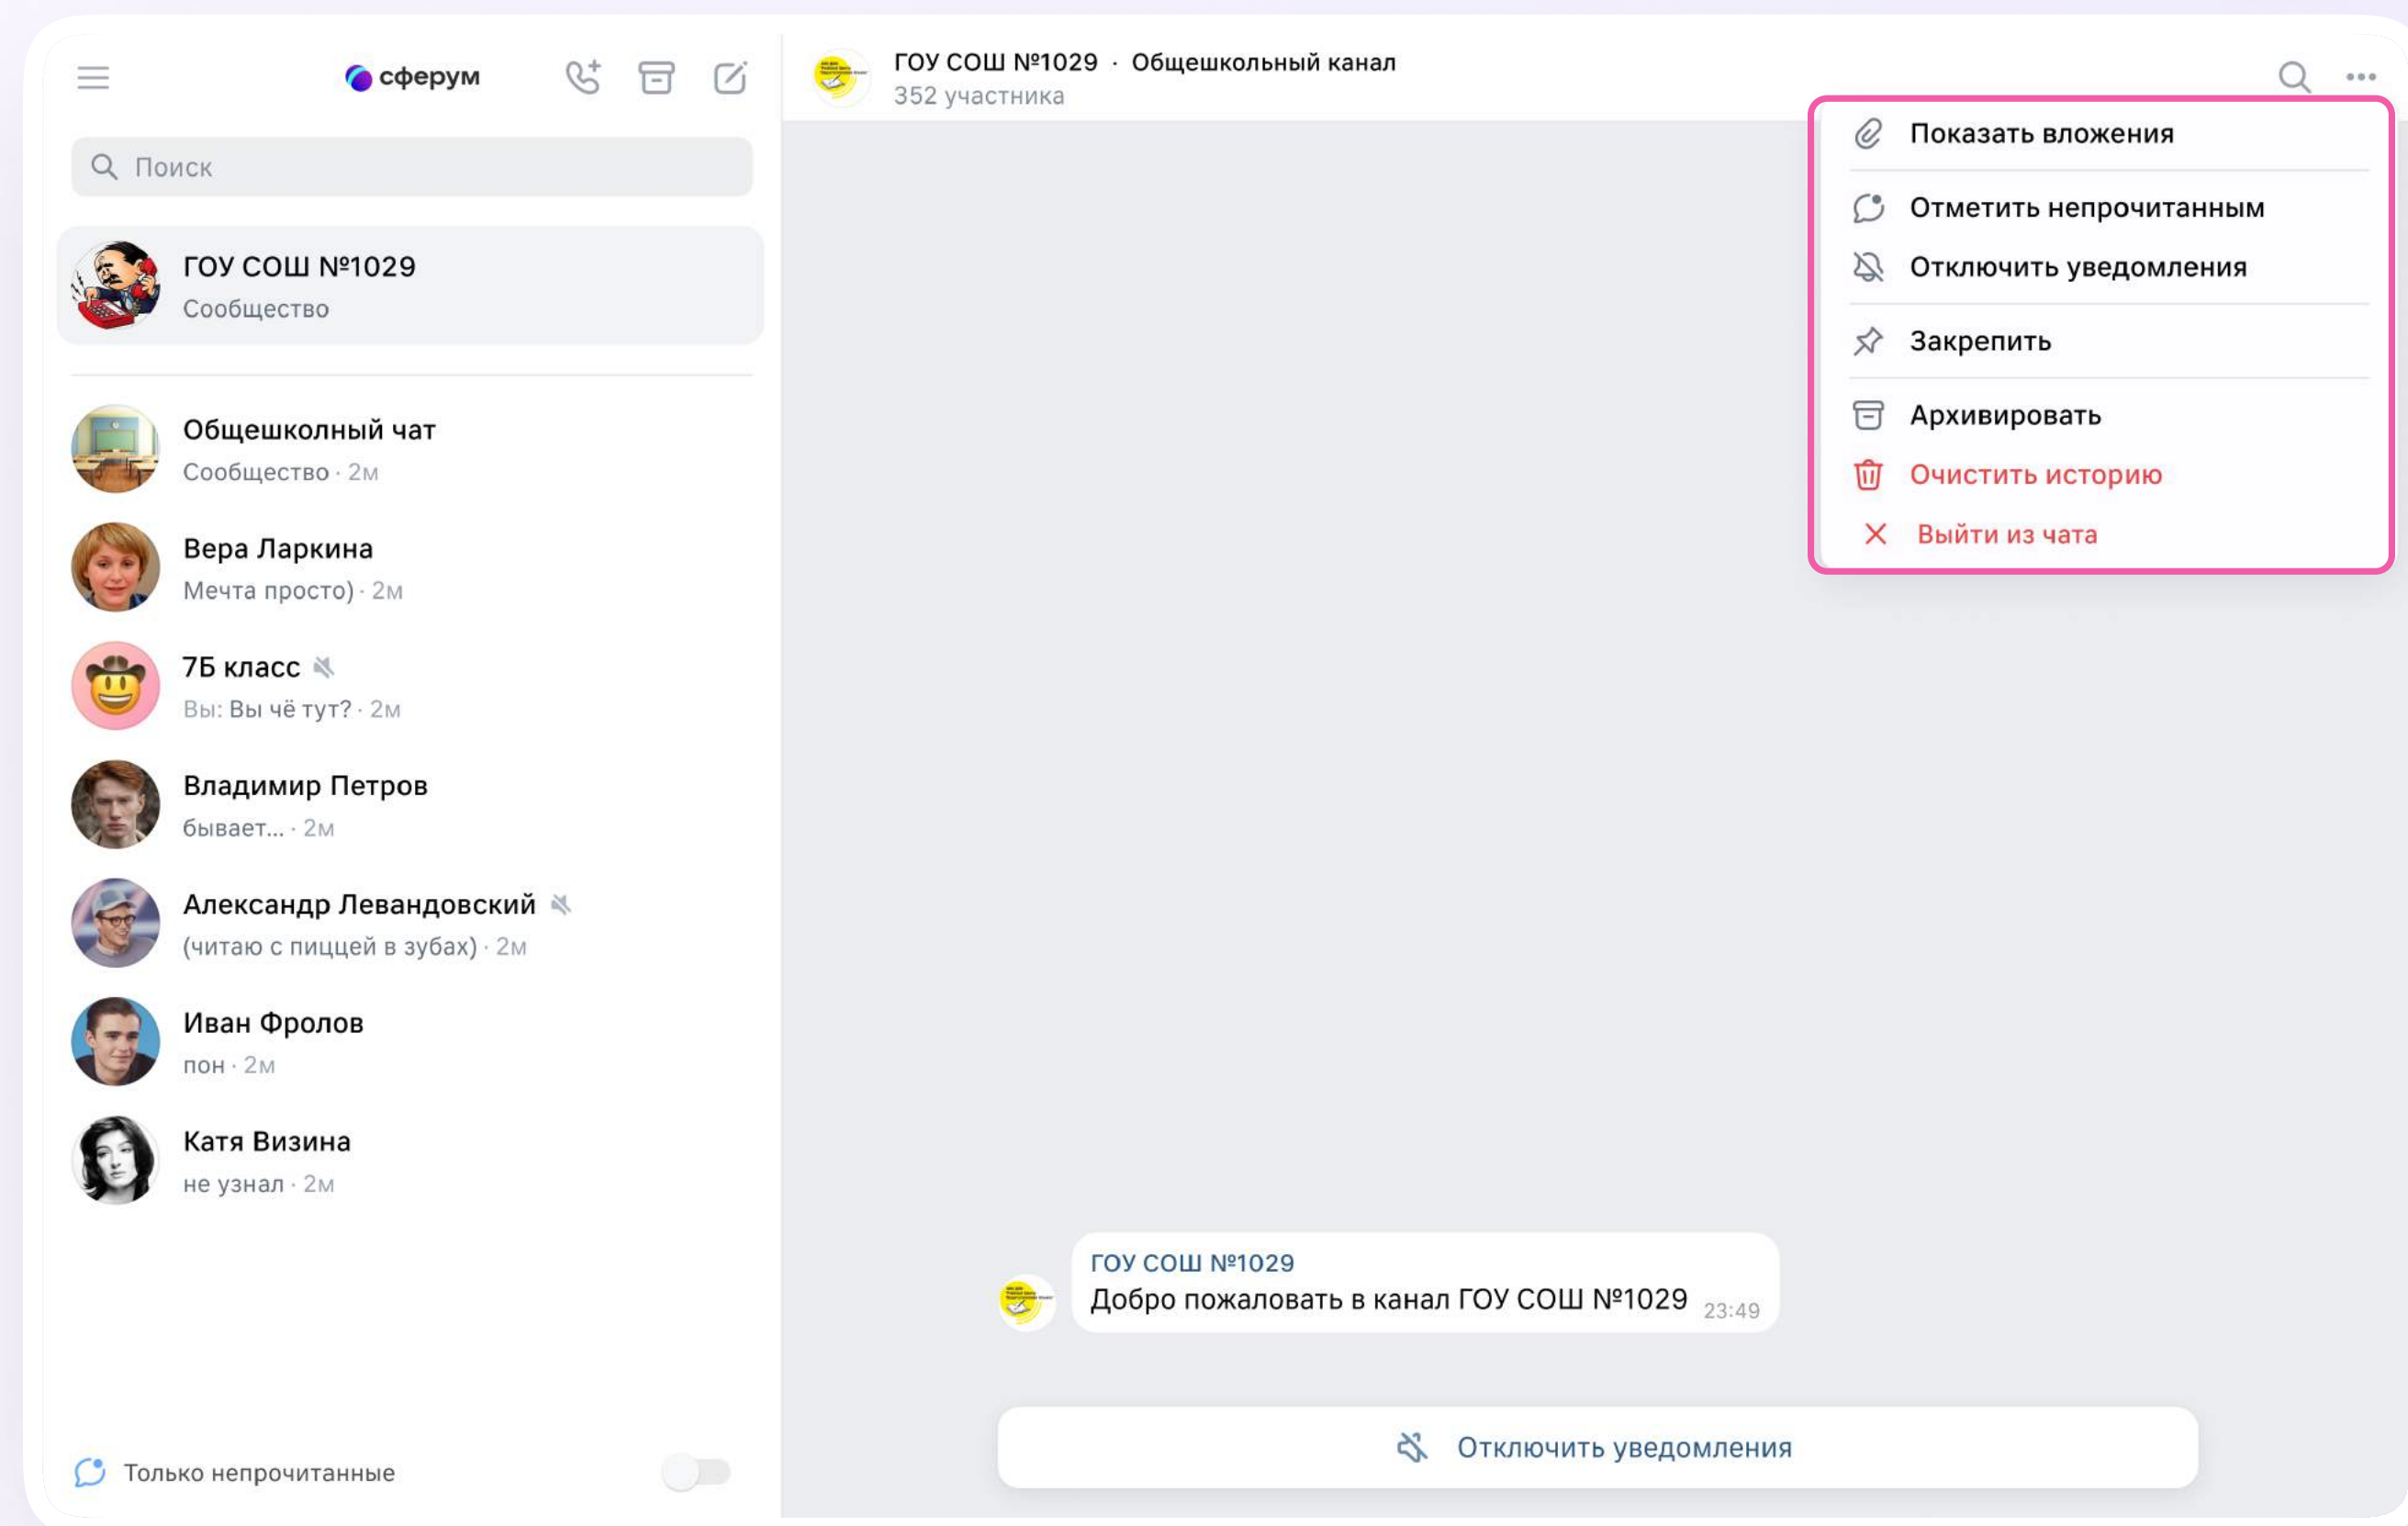 сферум
Поиск
ГОУ СОШ №1029
Сообщество
Общешколный чат
Сообщество · 2м
Вера Ларкина
Мечта просто) · 2м
7Б класс
Вы: Вы чё тут? · 2м
Владимир Петров
бывает... · 2м
Александр Левандовский
(читаю с пиццей в зубах) · 2м
Иван Фролов
пон · 2м
Катя Визина
не узнал · 2м
Только непрочитанные
ГОУ СОШ №1029 · Общешкольный канал
352 участника
Показать вложения
Отметить непрочитанным
Отключить уведомления
Закрепить
Архивировать
Очистить историю
Выйти из чата
ГОУ СОШ №1029
Добро пожаловать в канал ГОУ СОШ №1029 23:49
Отключить уведомления